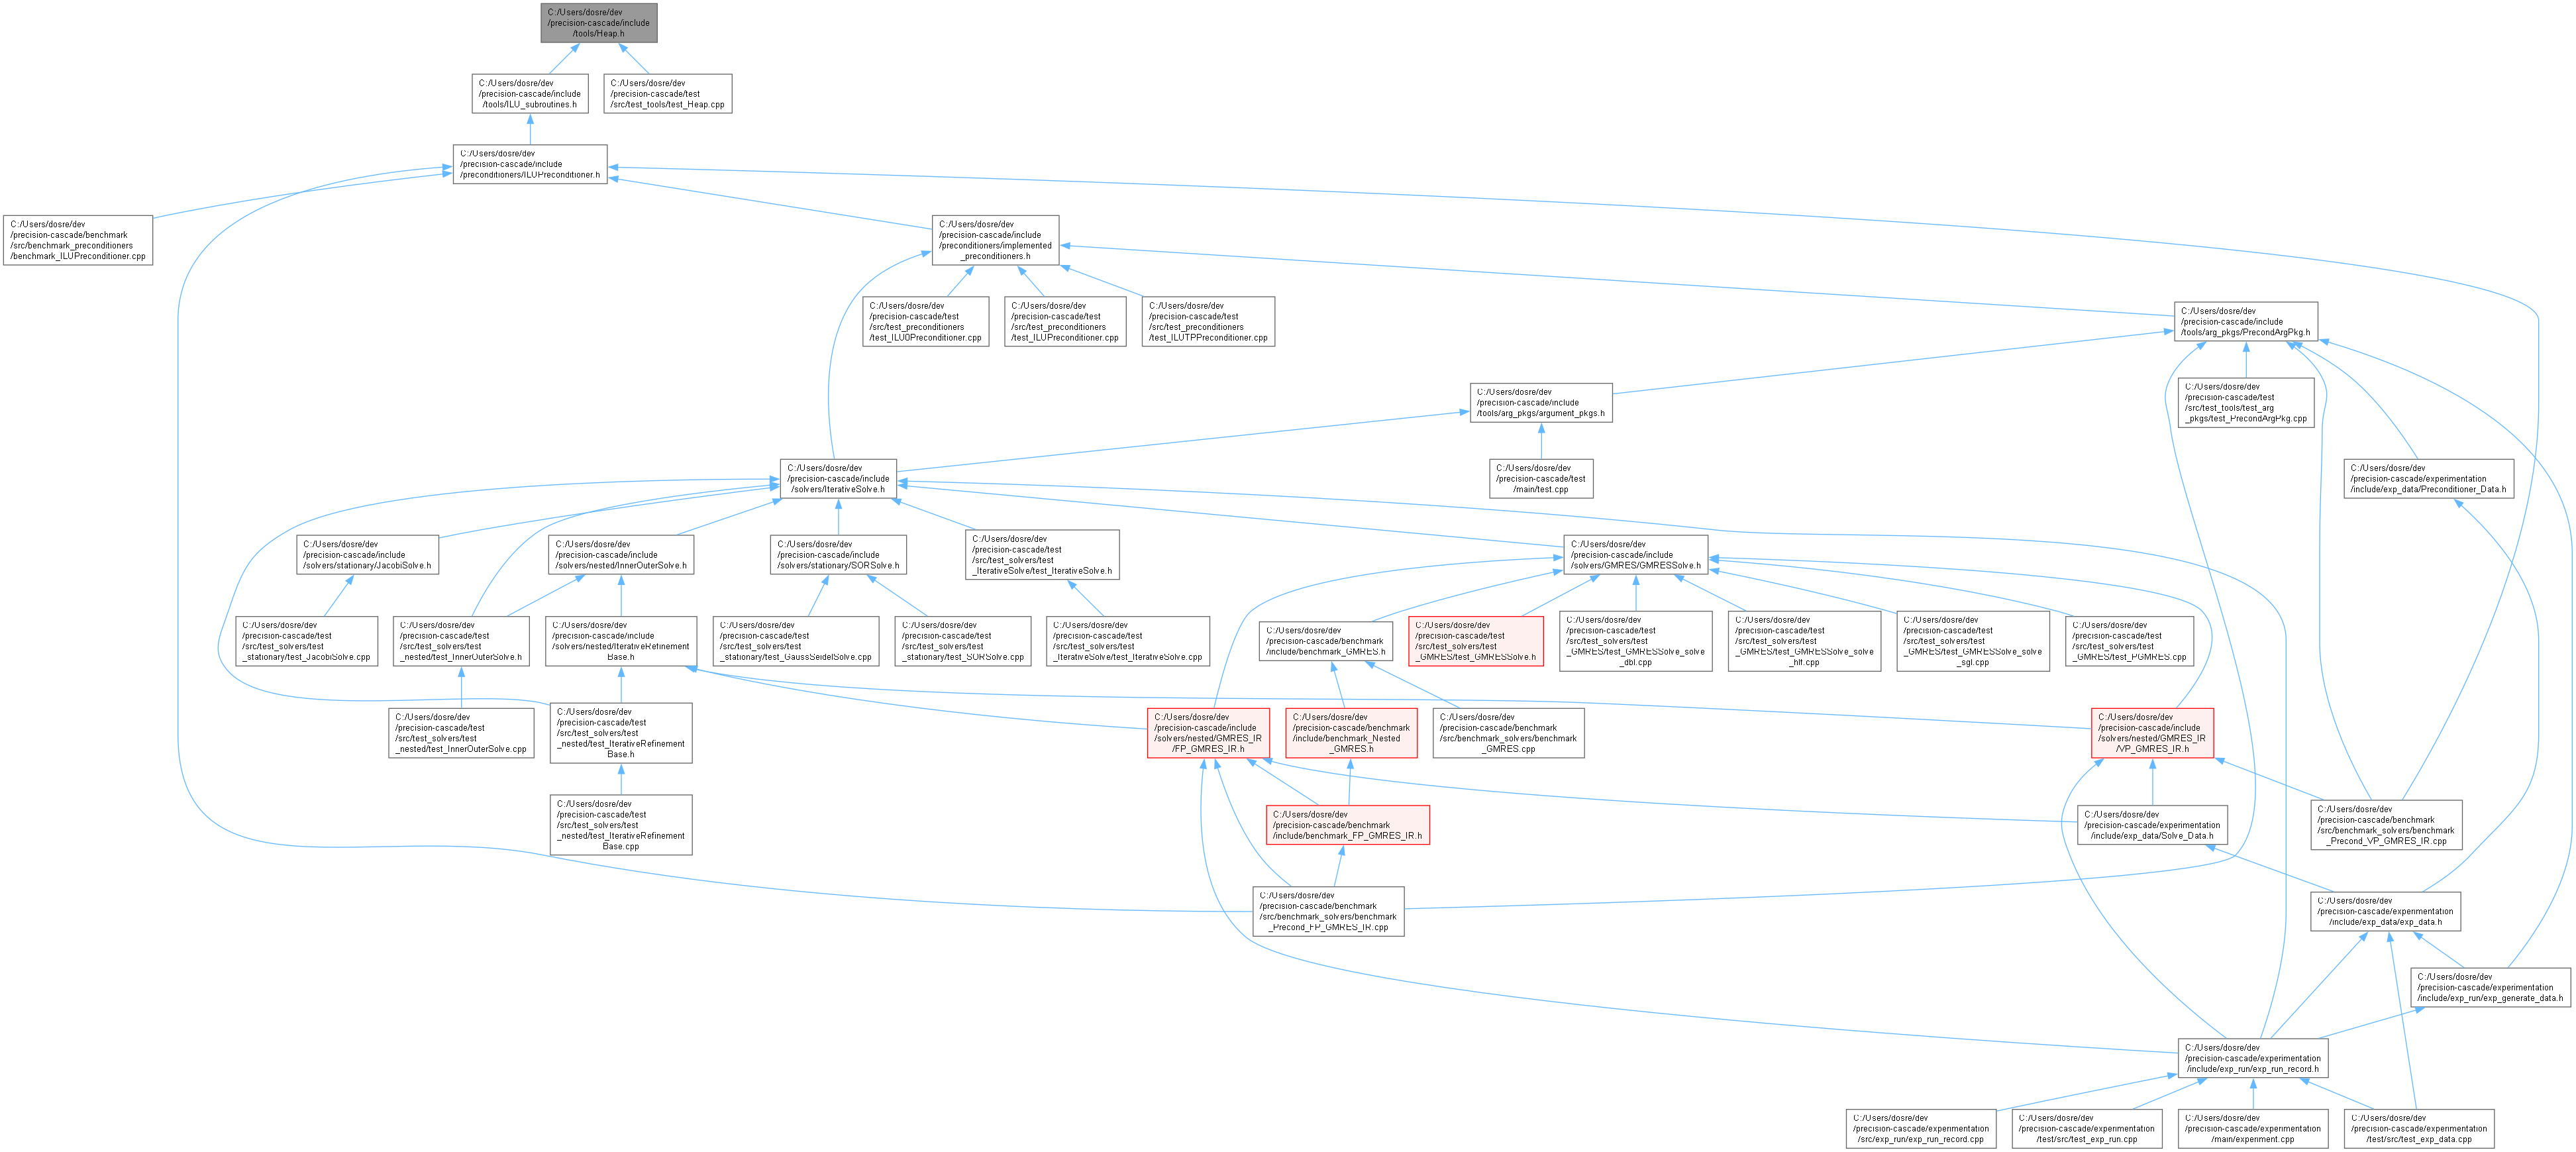 C:/Users/dosre/dev
/precision-cascade/include
/tools/Heap.h
C:/Users/dosre/dev
/precision-cascade/include
/tools/ILU_subroutines.h
C:/Users/dosre/dev
/precision-cascade/test
/src/test_tools/test_Heap.cpp
C:/Users/dosre/dev
/precision-cascade/include
/preconditioners/ILUPreconditioner.h
C:/Users/dosre/dev
/precision-cascade/benchmark
/src/benchmark_preconditioners
/benchmark_ILUPreconditioner.cpp
C:/Users/dosre/dev
/precision-cascade/include
/preconditioners/implemented
_preconditioners.h
C:/Users/dosre/dev
/precision-cascade/test
/src/test_preconditioners
/test_ILU0Preconditioner.cpp
C:/Users/dosre/dev
/precision-cascade/test
/src/test_preconditioners
/test_ILUPreconditioner.cpp
C:/Users/dosre/dev
/precision-cascade/test
/src/test_preconditioners
/test_ILUTPPreconditioner.cpp
C:/Users/dosre/dev
/precision-cascade/include
/tools/arg_pkgs/PrecondArgPkg.h
C:/Users/dosre/dev
/precision-cascade/include
/tools/arg_pkgs/argument_pkgs.h
C:/Users/dosre/dev
/precision-cascade/test
/src/test_tools/test_arg
_pkgs/test_PrecondArgPkg.cpp
C:/Users/dosre/dev
/precision-cascade/include
/solvers/IterativeSolve.h
C:/Users/dosre/dev
/precision-cascade/test
/main/test.cpp
C:/Users/dosre/dev
/precision-cascade/experimentation
/include/exp_data/Preconditioner_Data.h
C:/Users/dosre/dev
/precision-cascade/include
/solvers/stationary/JacobiSolve.h
C:/Users/dosre/dev
/precision-cascade/include
/solvers/nested/InnerOuterSolve.h
C:/Users/dosre/dev
/precision-cascade/include
/solvers/stationary/SORSolve.h
C:/Users/dosre/dev
/precision-cascade/test
/src/test_solvers/test
_IterativeSolve/test_IterativeSolve.h
C:/Users/dosre/dev
/precision-cascade/include
/solvers/GMRES/GMRESSolve.h
C:/Users/dosre/dev
/precision-cascade/test
/src/test_solvers/test
_stationary/test_JacobiSolve.cpp
C:/Users/dosre/dev
/precision-cascade/test
/src/test_solvers/test
_nested/test_InnerOuterSolve.h
C:/Users/dosre/dev
/precision-cascade/include
/solvers/nested/IterativeRefinement
Base.h
C:/Users/dosre/dev
/precision-cascade/test
/src/test_solvers/test
_stationary/test_GaussSeidelSolve.cpp
C:/Users/dosre/dev
/precision-cascade/test
/src/test_solvers/test
_stationary/test_SORSolve.cpp
C:/Users/dosre/dev
/precision-cascade/test
/src/test_solvers/test
_IterativeSolve/test_IterativeSolve.cpp
C:/Users/dosre/dev
/precision-cascade/benchmark
/include/benchmark_GMRES.h
C:/Users/dosre/dev
/precision-cascade/test
/src/test_solvers/test
_GMRES/test_GMRESSolve.h
C:/Users/dosre/dev
/precision-cascade/test
/src/test_solvers/test
_GMRES/test_GMRESSolve_solve
_dbl.cpp
C:/Users/dosre/dev
/precision-cascade/test
/src/test_solvers/test
_GMRES/test_GMRESSolve_solve
_hlf.cpp
C:/Users/dosre/dev
/precision-cascade/test
/src/test_solvers/test
_GMRES/test_GMRESSolve_solve
_sgl.cpp
C:/Users/dosre/dev
/precision-cascade/test
/src/test_solvers/test
_GMRES/test_PGMRES.cpp
C:/Users/dosre/dev
/precision-cascade/test
/src/test_solvers/test
_nested/test_InnerOuterSolve.cpp
C:/Users/dosre/dev
/precision-cascade/test
/src/test_solvers/test
_nested/test_IterativeRefinement
Base.h
C:/Users/dosre/dev
/precision-cascade/include
/solvers/nested/GMRES_IR
/FP_GMRES_IR.h
C:/Users/dosre/dev
/precision-cascade/benchmark
/include/benchmark_Nested
_GMRES.h
C:/Users/dosre/dev
/precision-cascade/benchmark
/src/benchmark_solvers/benchmark
_GMRES.cpp
C:/Users/dosre/dev
/precision-cascade/include
/solvers/nested/GMRES_IR
/VP_GMRES_IR.h
C:/Users/dosre/dev
/precision-cascade/test
/src/test_solvers/test
_nested/test_IterativeRefinement
Base.cpp
C:/Users/dosre/dev
/precision-cascade/benchmark
/include/benchmark_FP_GMRES_IR.h
C:/Users/dosre/dev
/precision-cascade/experimentation
/include/exp_data/Solve_Data.h
C:/Users/dosre/dev
/precision-cascade/benchmark
/src/benchmark_solvers/benchmark
_Precond_VP_GMRES_IR.cpp
C:/Users/dosre/dev
/precision-cascade/benchmark
/src/benchmark_solvers/benchmark
_Precond_FP_GMRES_IR.cpp
C:/Users/dosre/dev
/precision-cascade/experimentation
/include/exp_data/exp_data.h
C:/Users/dosre/dev
/precision-cascade/experimentation
/include/exp_run/exp_generate_data.h
C:/Users/dosre/dev
/precision-cascade/experimentation
/include/exp_run/exp_run_record.h
C:/Users/dosre/dev
/precision-cascade/experimentation
/src/exp_run/exp_run_record.cpp
C:/Users/dosre/dev
/precision-cascade/experimentation
/test/src/test_exp_run.cpp
C:/Users/dosre/dev
/precision-cascade/experimentation
/main/experiment.cpp
C:/Users/dosre/dev
/precision-cascade/experimentation
/test/src/test_exp_data.cpp